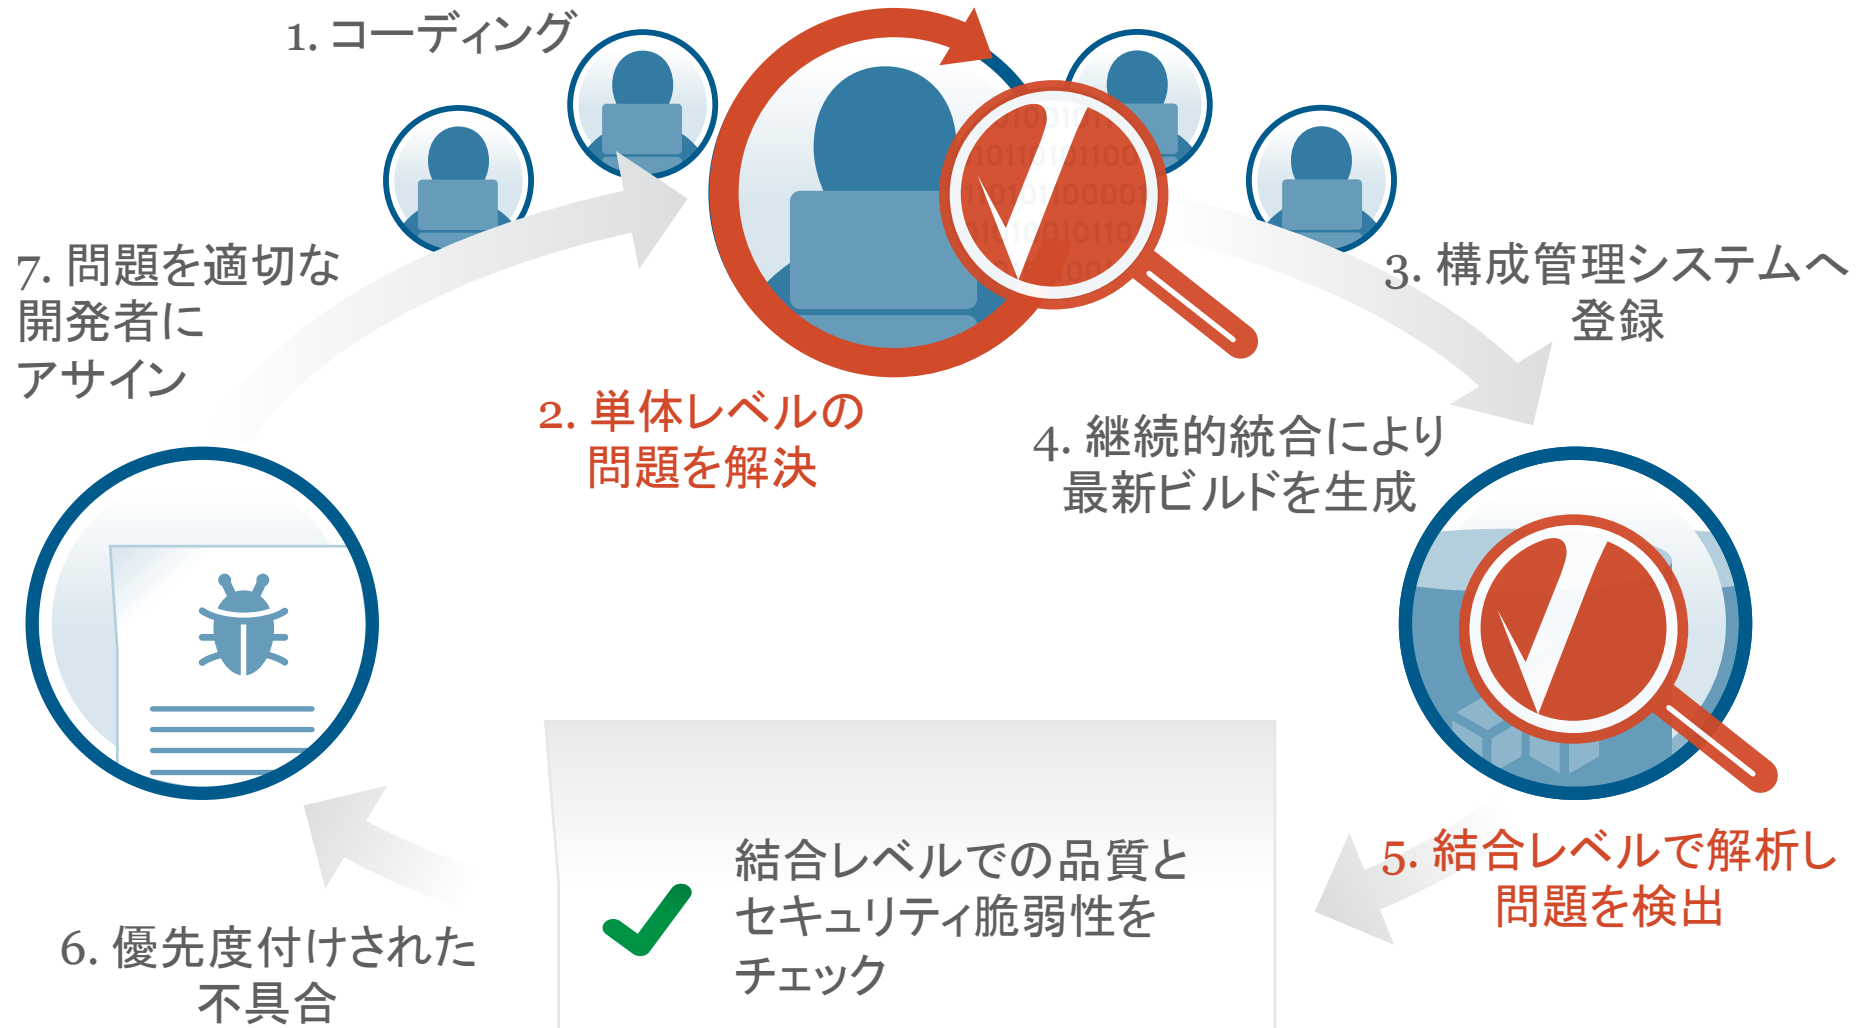 1. コーディング
2. 単体レベルの
問題を解決
3. 構成管理システムへ
登録
4. 継続的統合により
最新ビルドを生成
5. 結合レベルで解析し
問題を検出
結合レベルでの品質と
セキュリティ脆弱性を
チェック
6. 優先度付けされた
不具合
7. 問題を適切な
開発者に
アサイン